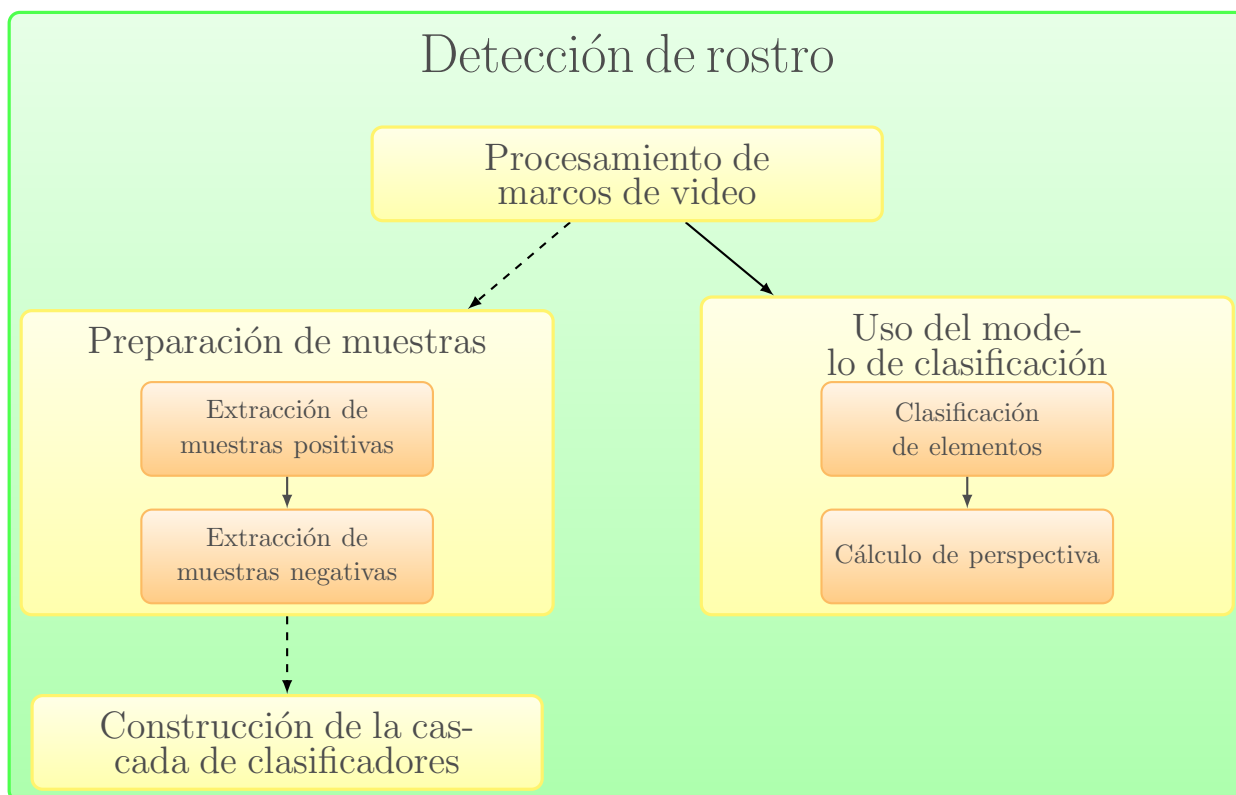 Detección de rostro
Procesamiento de
marcos de video
Preparación de muestras
Extracción de
muestras positivas
Extracción de
muestras negativas
Construcción de la cas-
cada de clasificadores
Uso del mode-
lo de clasificación
Clasificación
de elementos
Cálculo de perspectiva